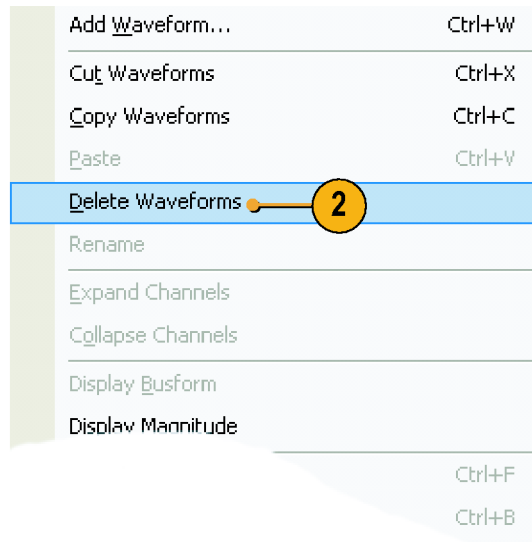 Add Waveform... Ctrl+W
Cut Waveforms Ctrl+X
Copy Waveforms Ctrl+C
Paste Ctrl+V
Delete Waveforms 2
Rename
Expand Channels
Collapse Channels
Display Busform
Display Magnitude
Ctrl+F
Ctrl+B